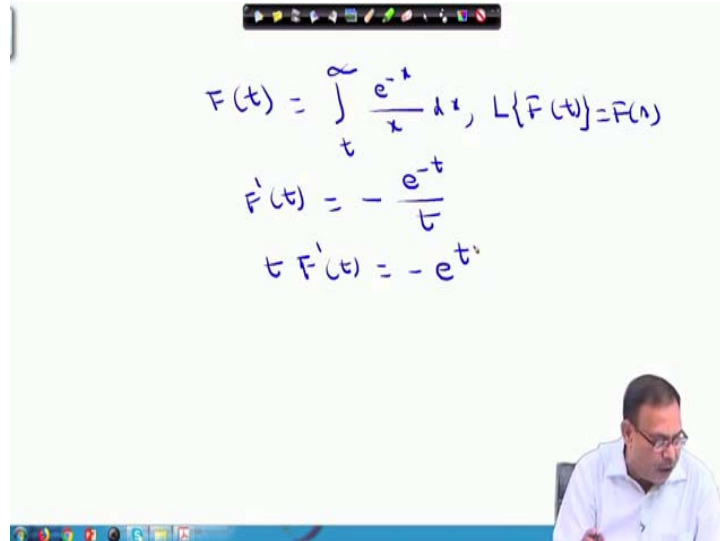 F(t) = ∫_t^∝ e^{-x}/x dx, L{F(t)}=F(s)
F'(t) = - e^{-t}/t
t F'(t) = - e^t